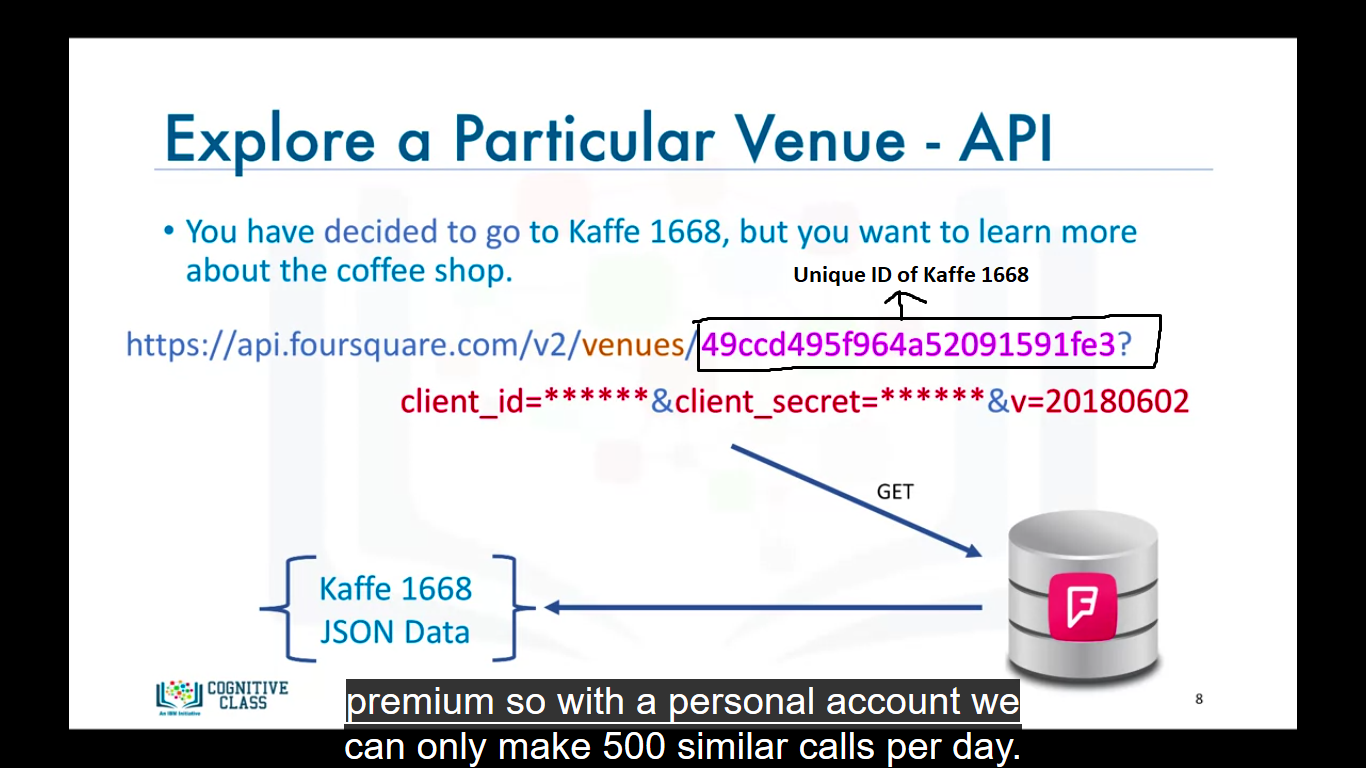 Explore a Particular Venue - API
• You have decided to go to Kaffe 1668, but you want to learn more
about the coffee shop.
Unique ID of Kaffe 1668
https://api.foursquare.com/v2/venues/49ccd495f964a52091591fe3?
client_id=******&client_secret=******&v=20180602
GET
Kaffe 1668
JSON Data
COGNITIVE
CLASS
An IBM Initiative
8
premium so with a personal account we
can only make 500 similar calls per day.